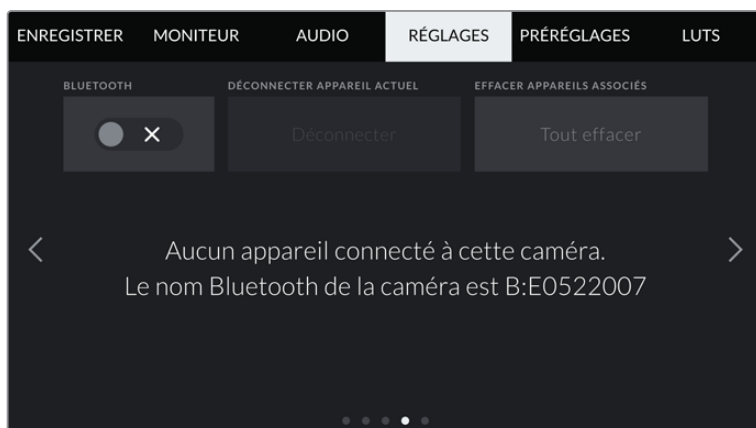 ENREGISTRER MONITEUR AUDIO RÉGLAGES PRÉRÉGLAGES LUTS
BLUETOOTH DÉCONNECTER APPAREIL ACTUEL EFFACER APPAREILS ASSOCIÉS
Déconnecter Tout effacer
Aucun appareil connecté à cette caméra.
Le nom Bluetooth de la caméra est B:E0522007